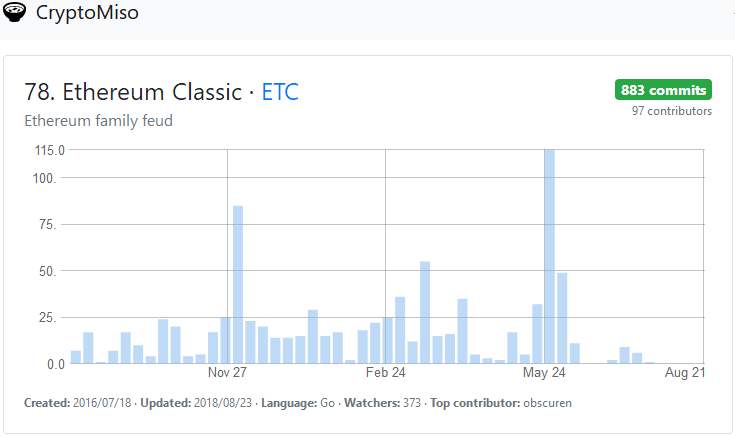 CryptoMiso
78. Ethereum Classic · ETC
883 commits
Ethereum family feud
97 contributors
115.0
100.
75.
50.
25.
0.0
Nov 27 Feb 24 May 24 Aug 21
Created: 2016/07/18 · Updated: 2018/08/23 · Language: Go · Watchers: 373 · Top contributor: obscuren